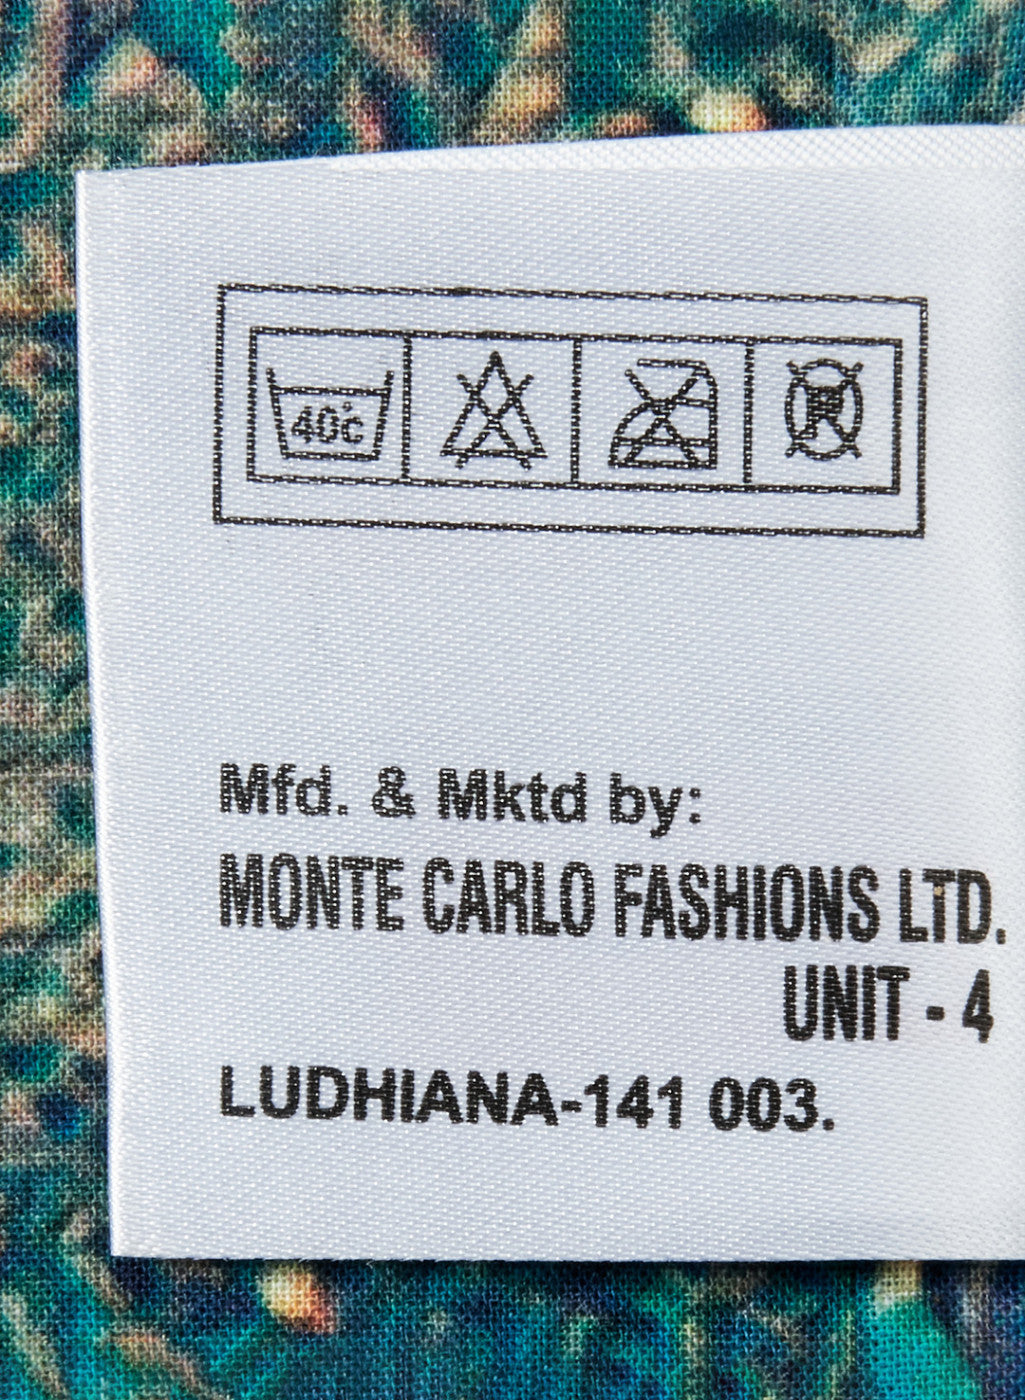 40°C
Mfd. & Mktd by:
MONTE CARLO FASHIONS LTD.
UNIT - 4
LUDHIANA-141 003.